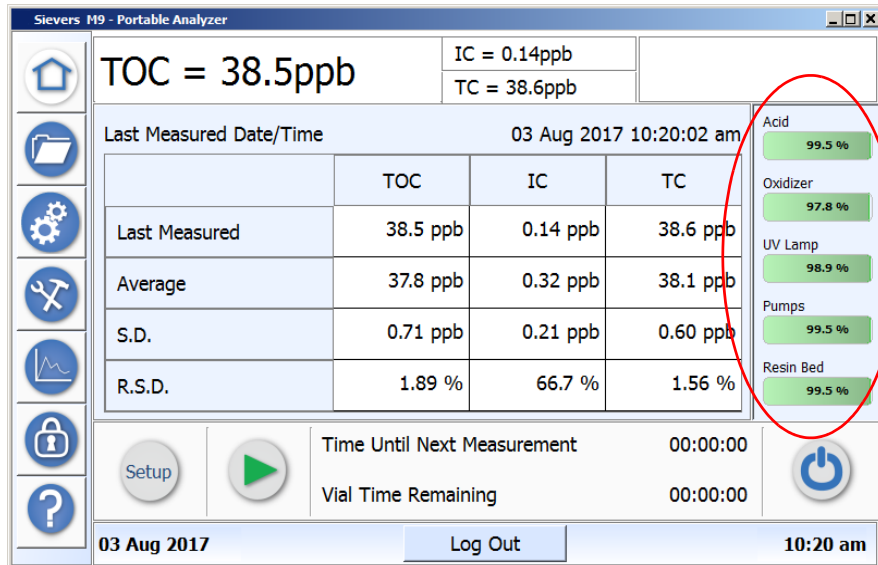 Sievers M9 - Portable Analyzer
TOC = 38.5ppb
IC = 0.14ppb
TC = 38.6ppb
Last Measured Date/Time 03 Aug 2017 10:20:02 am
TOC IC TC
Last Measured 38.5 ppb 0.14 ppb 38.6 ppb
Average 37.8 ppb 0.32 ppb 38.1 ppb
S.D. 0.71 ppb 0.21 ppb 0.60 ppb
R.S.D. 1.89 % 66.7 % 1.56 %
Acid
99.5 %
Oxidizer
97.8 %
UV Lamp
98.9 %
Pumps
99.5 %
Resin Bed
99.5 %
Setup
Time Until Next Measurement 00:00:00
Vial Time Remaining 00:00:00
03 Aug 2017 Log Out 10:20 am